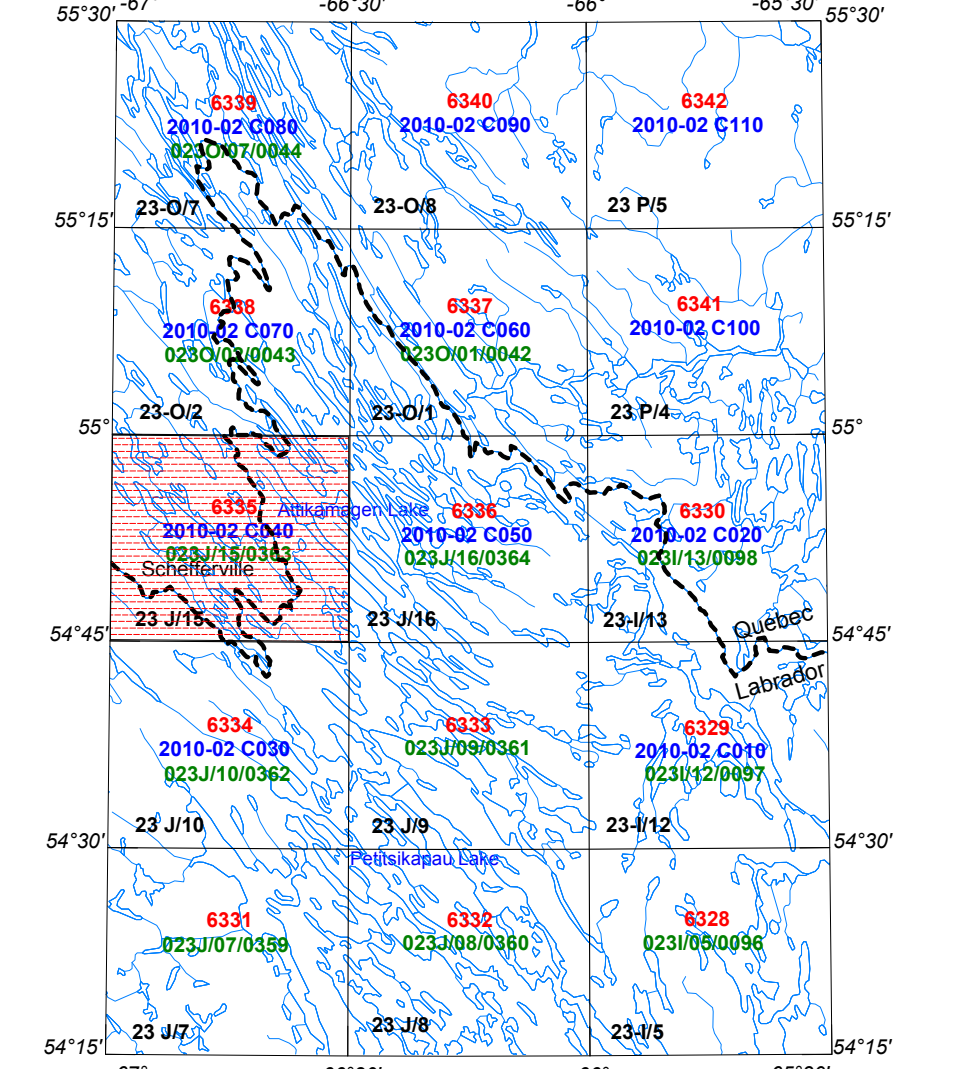 -67°
-66°30'
-66°
-65°30'
55°30'
55°30'
6339
2010-02 C080
023O/07/0044
23-O/7
6340
2010-02 C090
23-O/8
6342
2010-02 C110
23 P/5
55°15'
55°15'
6338
2010-02 C070
023O/02/0043
23-O/2
6337
2010-02 C060
023O/01/0042
23-O/1
6341
2010-02 C100
23 P/4
55°
55°
6335
2010-02 C040
023J/15/0363
Schefferville
23 J/15
Attikamagen Lake
6336
2010-02 C050
023J/16/0364
23 J/16
6330
2010-02 C020
023I/13/0098
23-I/13
Québec
Labrador
54°45'
54°45'
6334
2010-02 C030
023J/10/0362
23 J/10
6333
023J/09/0361
23 J/9
6329
2010-02 C010
023I/12/0097
23-I/12
54°30'
54°30'
Petitsikapau Lake
6331
023J/07/0359
23 J/7
6332
023J/08/0360
23 J/8
6328
023I/05/0096
23-I/5
54°15'
54°15'